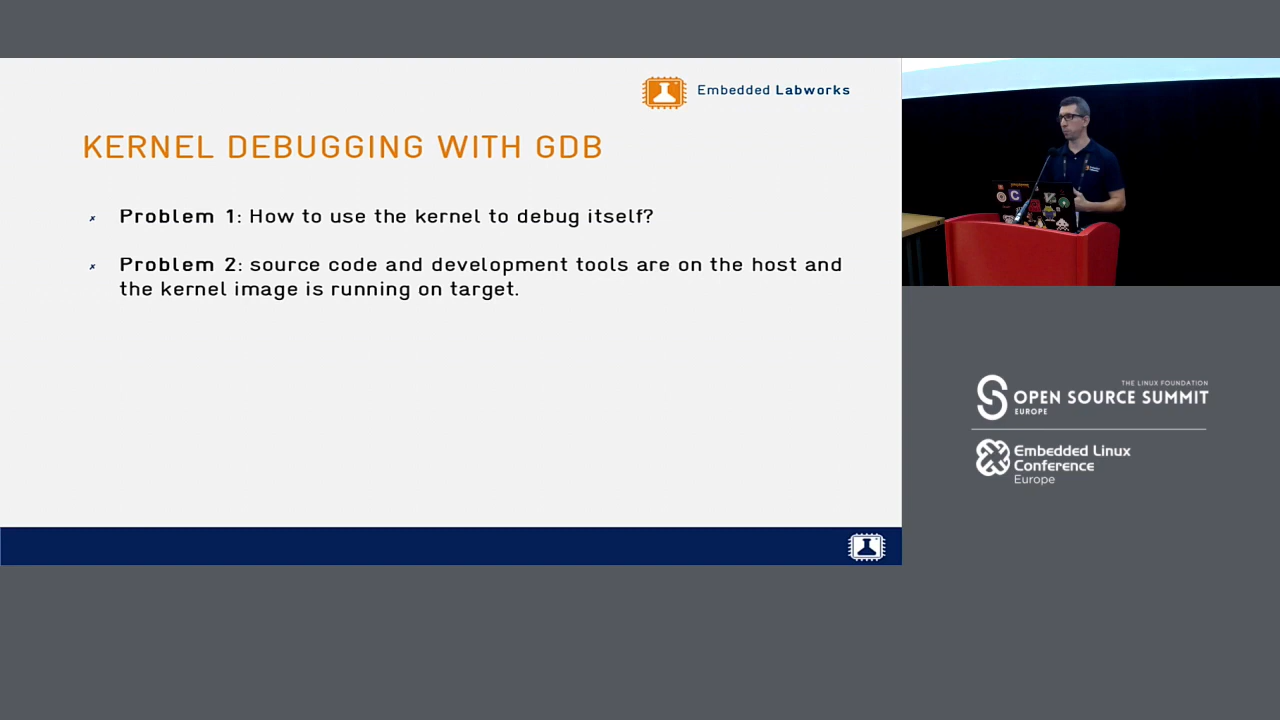 Embedded Labworks
KERNEL DEBUGGING WITH GDB
Problem 1: How to use the kernel to debug itself?
Problem 2: source code and development tools are on the host and
the kernel image is running on target.
THE LINUX FOUNDATION
OPEN SOURCE SUMMIT
EUROPE
Embedded Linux
Conference
Europe